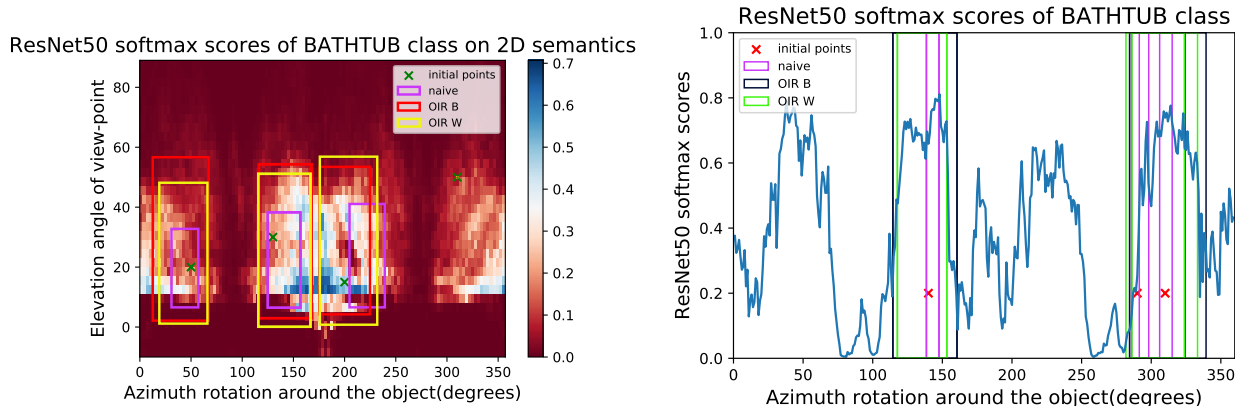 ResNet50 softmax scores of BATHTUB class on 2D semantics
initial points
naive
OIR B
OIR W
Elevation angle of view-point
80
60
40
20
0
0 50 100 150 200 250 300 350
Azimuth rotation around the object(degrees)
0.7
0.6
0.5
0.4
0.3
0.2
0.1
0.0
ResNet50 softmax scores of BATHTUB class
initial points
naive
OIR B
OIR W
ResNet50 softmax scores
1.0
0.8
0.6
0.4
0.2
0.0
0 50 100 150 200 250 300 350
Azimuth rotation around the object(degrees)